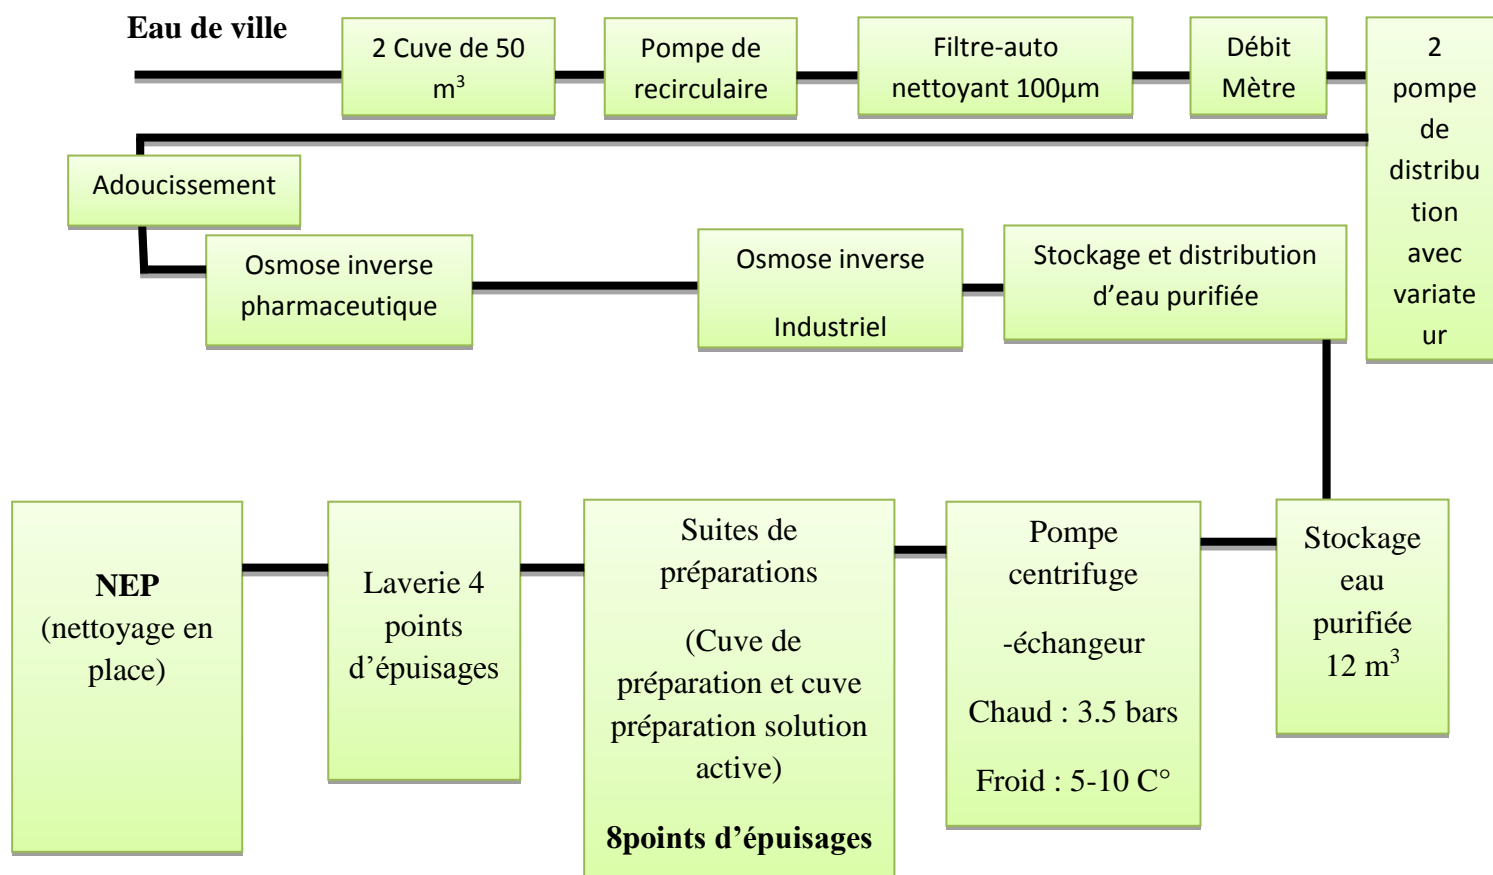 Eau de ville
2 Cuve de 50
m³
Pompe de
recirculaire
Filtre-auto
nettoyant 100µm
Débit
Mètre
2
pompe
de
distribu
tion
avec
variate
ur
Adoucissement
Osmose inverse
pharmaceutique
Osmose inverse
Industriel
Stockage et distribution
d’eau purifiée
NEP
(nettoyage en
place)
Laverie 4
points
d’épuisages
Suites de
préparations
(Cuve de
préparation et cuve
préparation solution
active)
8points d’épuisages
Pompe
centrifuge
-échangeur
Chaud : 3.5 bars
Froid : 5-10 C°
Stockage
eau
purifiée
12 m³